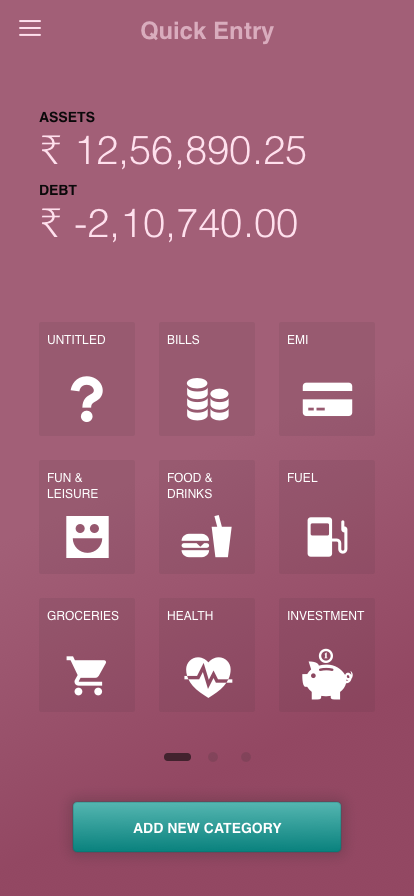 Quick Entry
ASSETS
₹ 12,56,890.25
DEBT
₹ -2,10,740.00
UNTITLED
BILLS
EMI
FUN &
LEISURE
FOOD &
DRINKS
FUEL
GROCERIES
HEALTH
INVESTMENT
ADD NEW CATEGORY